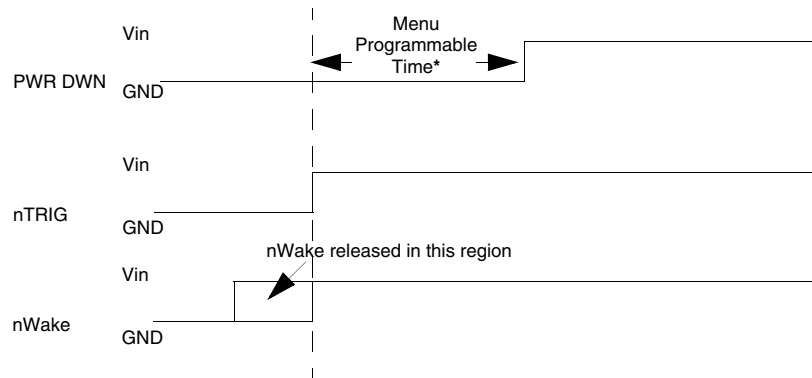 Vin
Menu
Programmable
Time*
PWR DWN
GND
Vin
nTRIG
GND
nWake released in this region
Vin
nWake
GND